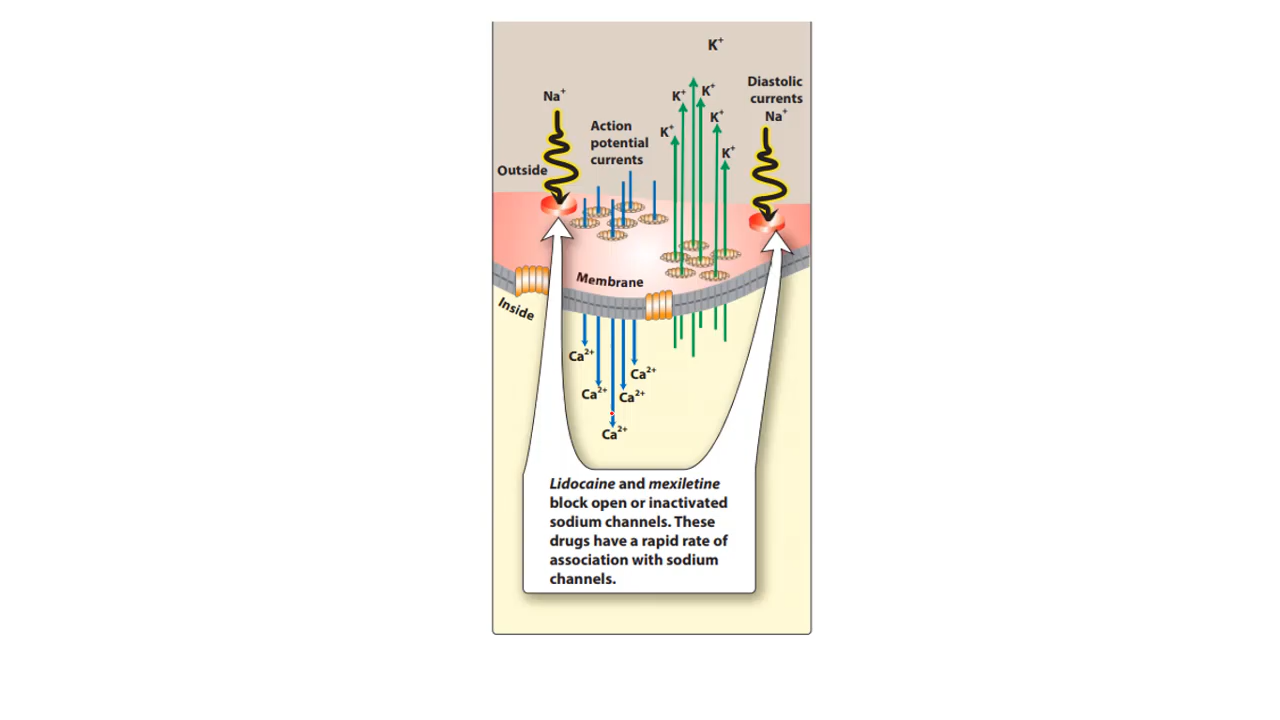 K⁺
Diastolic
currents
Na⁺
Na⁺
K⁺
K⁺
K⁺
K⁺
K⁺
Action
potential
currents
Outside
Membrane
Inside
Ca²⁺
Ca²⁺
Ca²⁺
Ca²⁺
Ca²⁺
Lidocaine and mexiletine
block open or inactivated
sodium channels. These
drugs have a rapid rate of
association with sodium
channels.